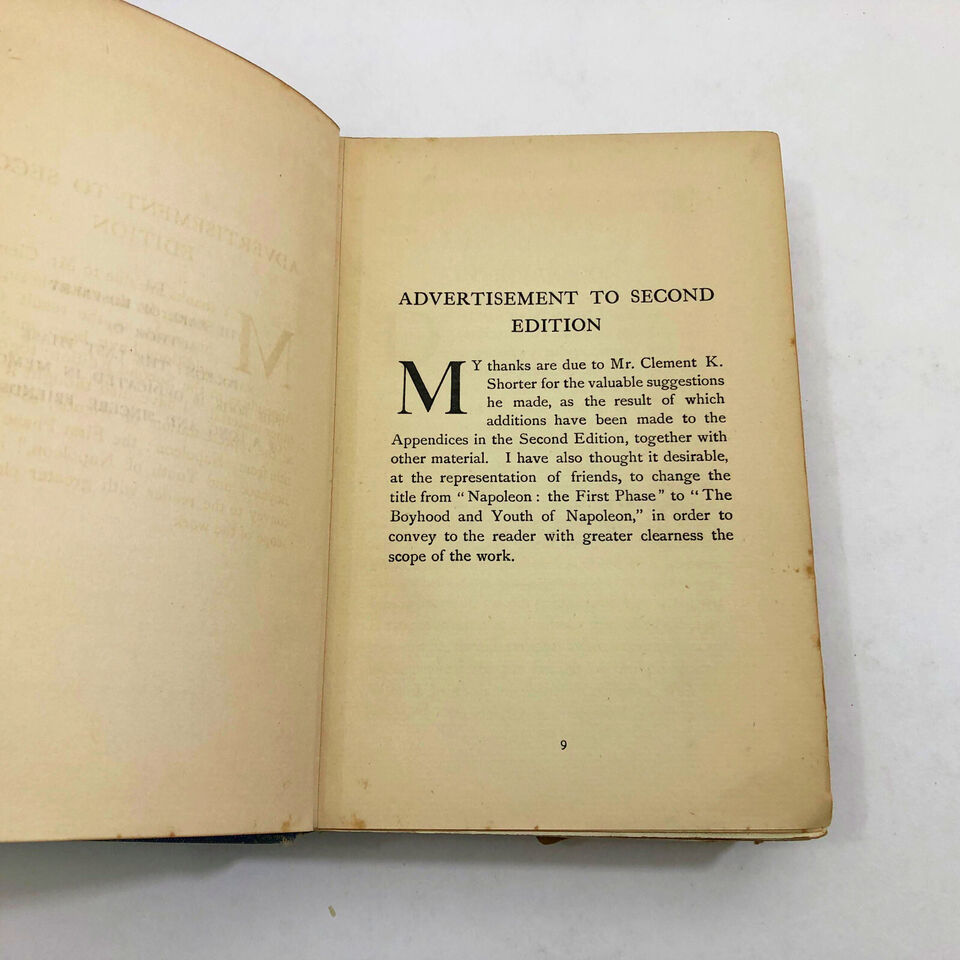 ADVERTISEMENT TO SECOND
EDITION
MY thanks are due to Mr. Clement K.
Shorter for the valuable suggestions
he made, as the result of which
additions have been made to the
Appendices in the Second Edition, together with
other material. I have also thought it desirable,
at the representation of friends, to change the
title from "Napoleon: the First Phase" to "The
Boyhood and Youth of Napoleon," in order to
convey to the reader with greater clearness the
scope of the work.
9